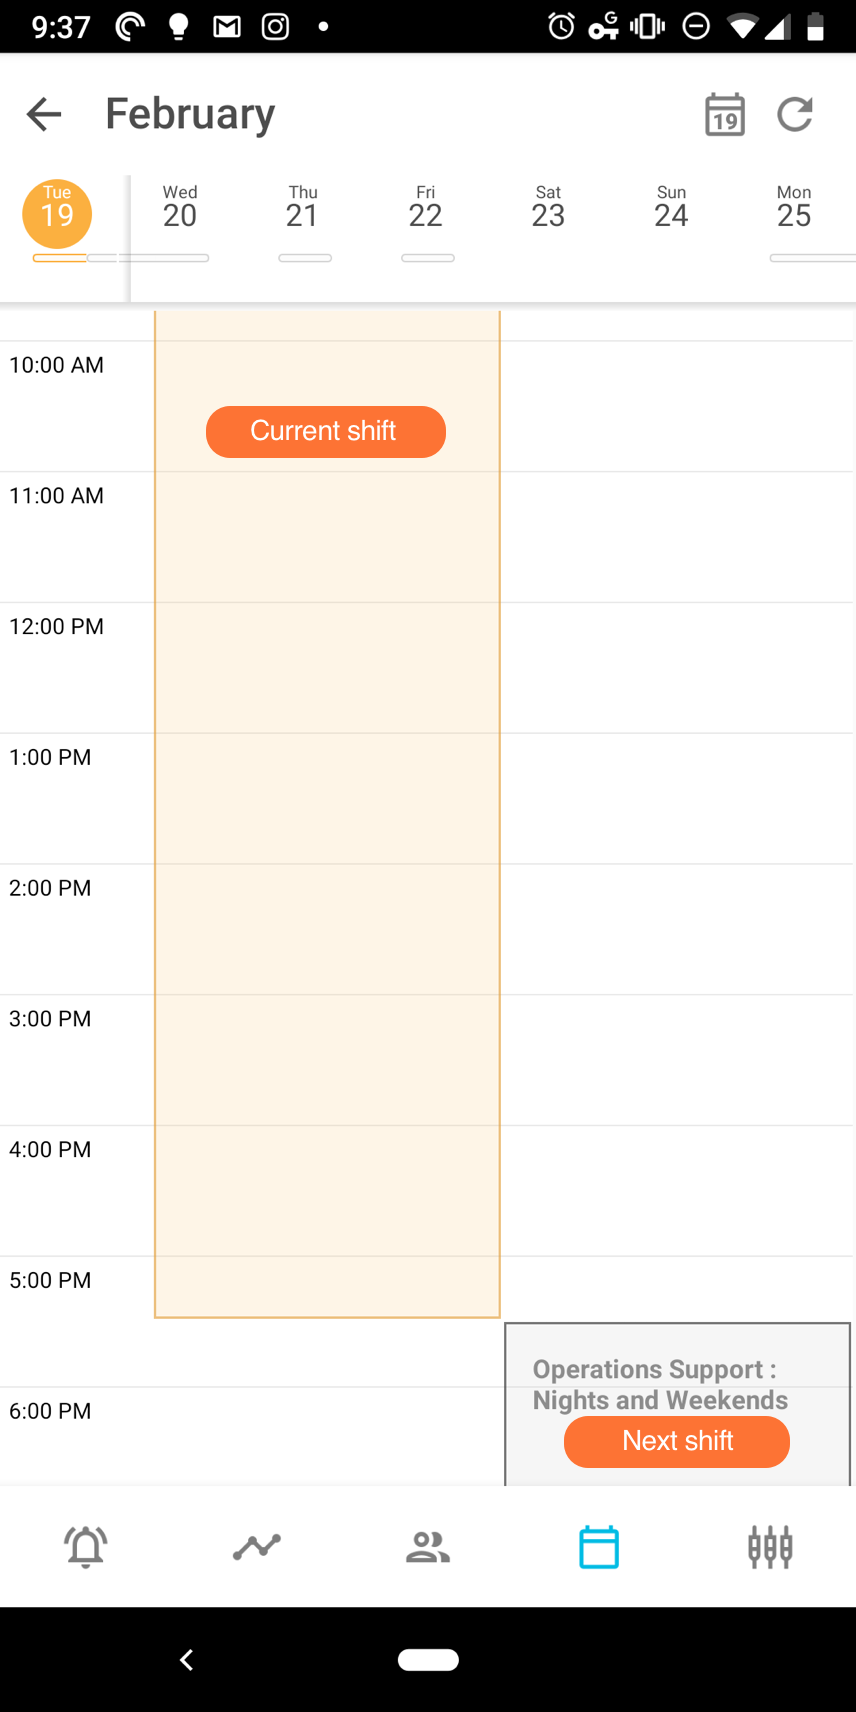 9:37
G
February
19
Tue Wed Thu Fri Sat Sun Mon
19 20 21 22 23 24 25
10:00 AM
Current shift
11:00 AM
12:00 PM
1:00 PM
2:00 PM
3:00 PM
4:00 PM
5:00 PM
Operations Support :
Nights and Weekends
6:00 PM
Next shift